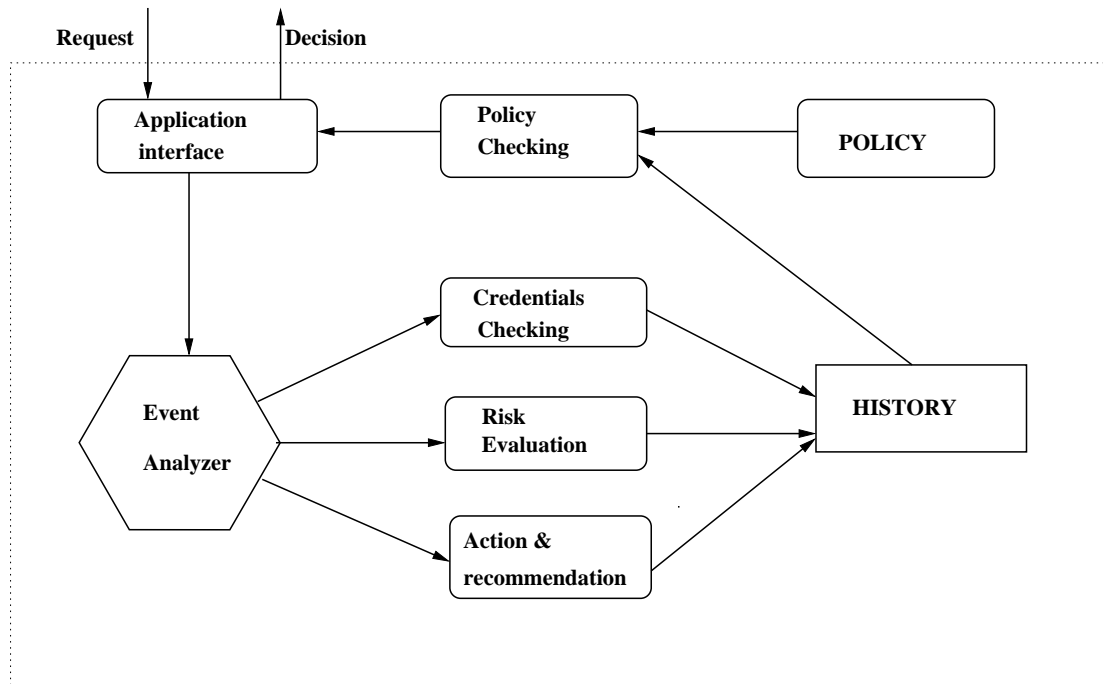 Request
Decision
Application
interface
Policy
Checking
POLICY
Credentials
Checking
Event
Analyzer
Risk
Evaluation
HISTORY
Action &
recommendation